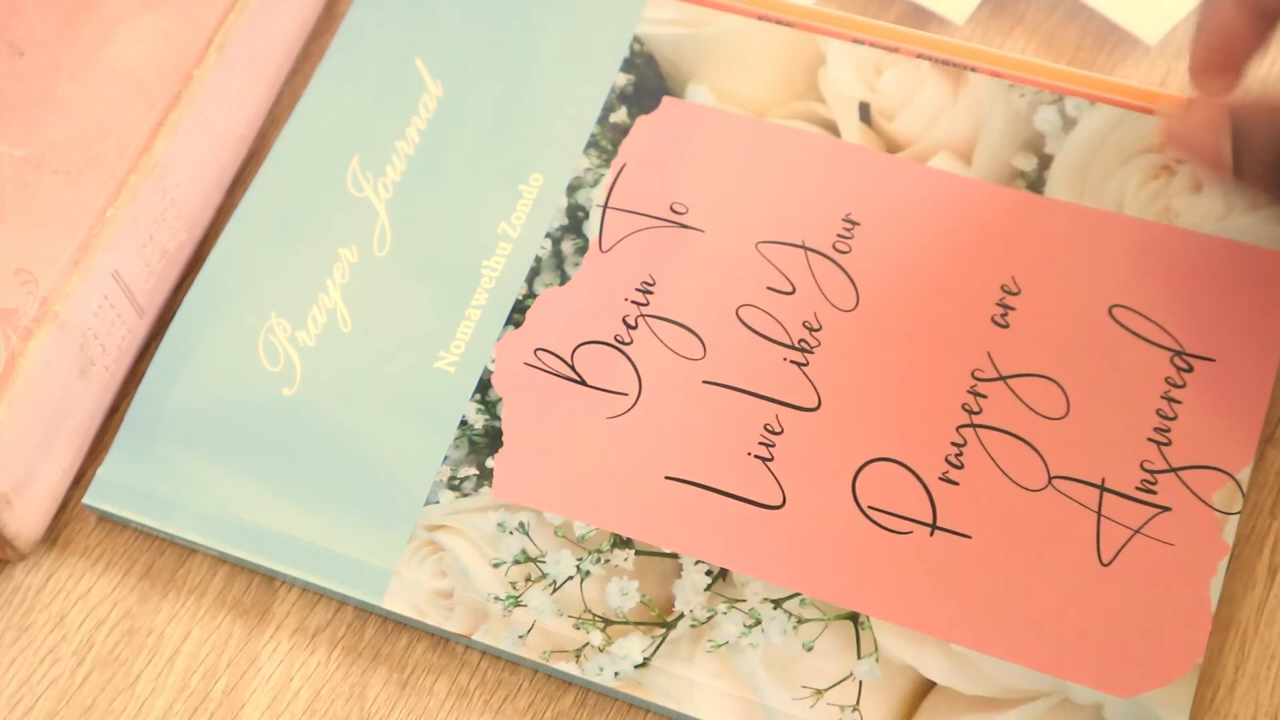 Prayer Journal
Nomawethu Zondo
Begin To
Live Like Your
Prayers are
Answered